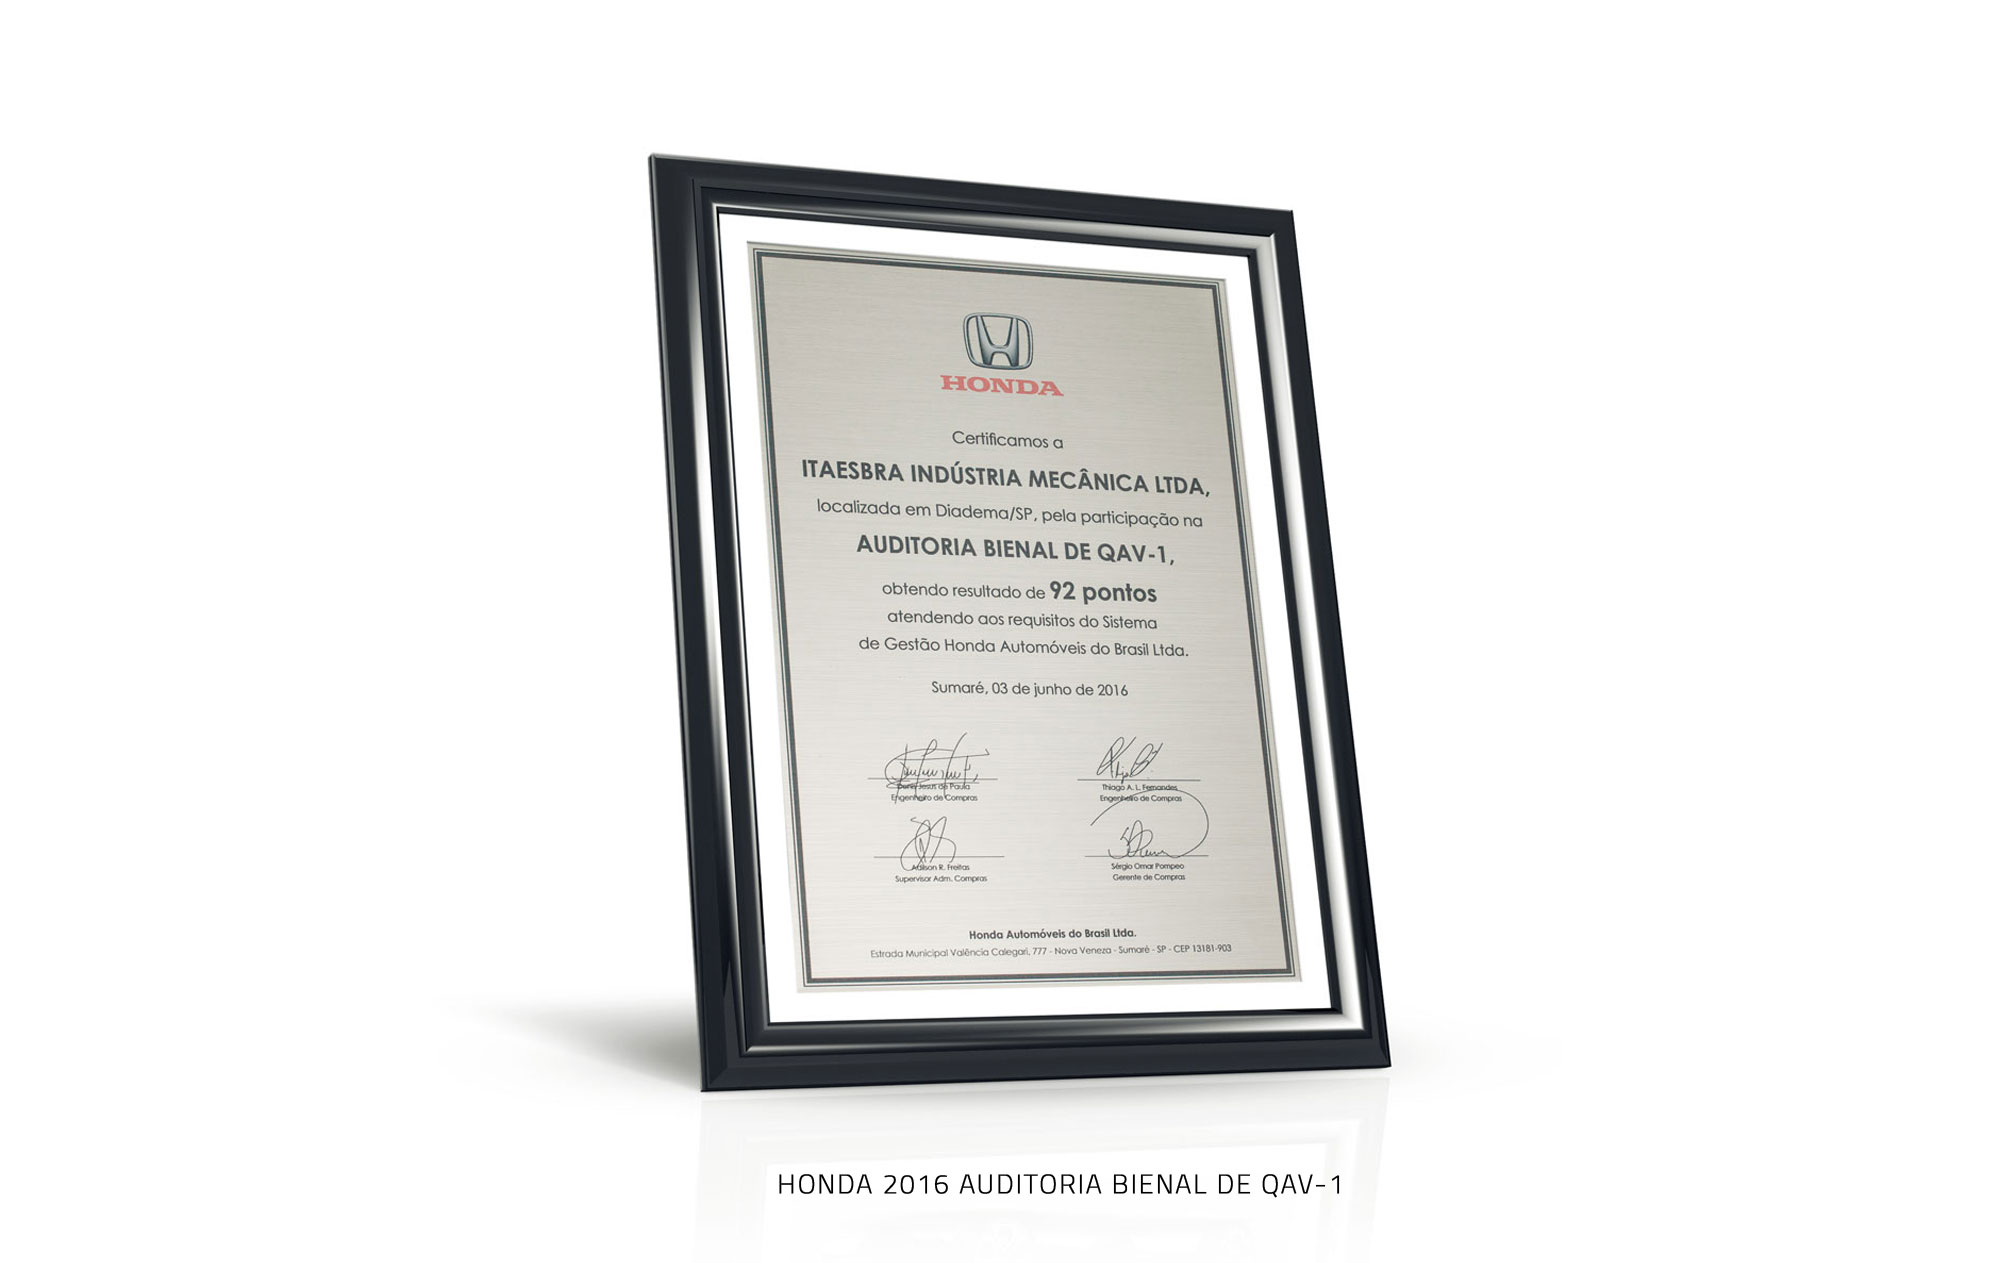 HONDA
Certificamos a
ITAESBRA INDÚSTRIA MECÂNICA LTDA,
localizada em Diadema/SP, pela participação na
AUDITORIA BIENAL DE QAV-1,
obtendo resultado de 92 pontos
atendendo aos requisitos do Sistema
de Gestão Honda Automóveis do Brasil Ltda.
Sumaré, 03 de junho de 2016
Jesus de Paula
Engenheiro de Compras
Thiago A. L. Fernandes
Engenheiro de Compras
Adilson R. Freitas
Supervisor Adm. Compras
Sérgio Omar Pompeo
Gerente de Compras
Honda Automóveis do Brasil Ltda.
Estrada Municipal Valêncio Calegari, 777 - Nova Veneza - Sumaré - SP - CEP 13181-903
HONDA 2016 AUDITORIA BIENAL DE QAV-1